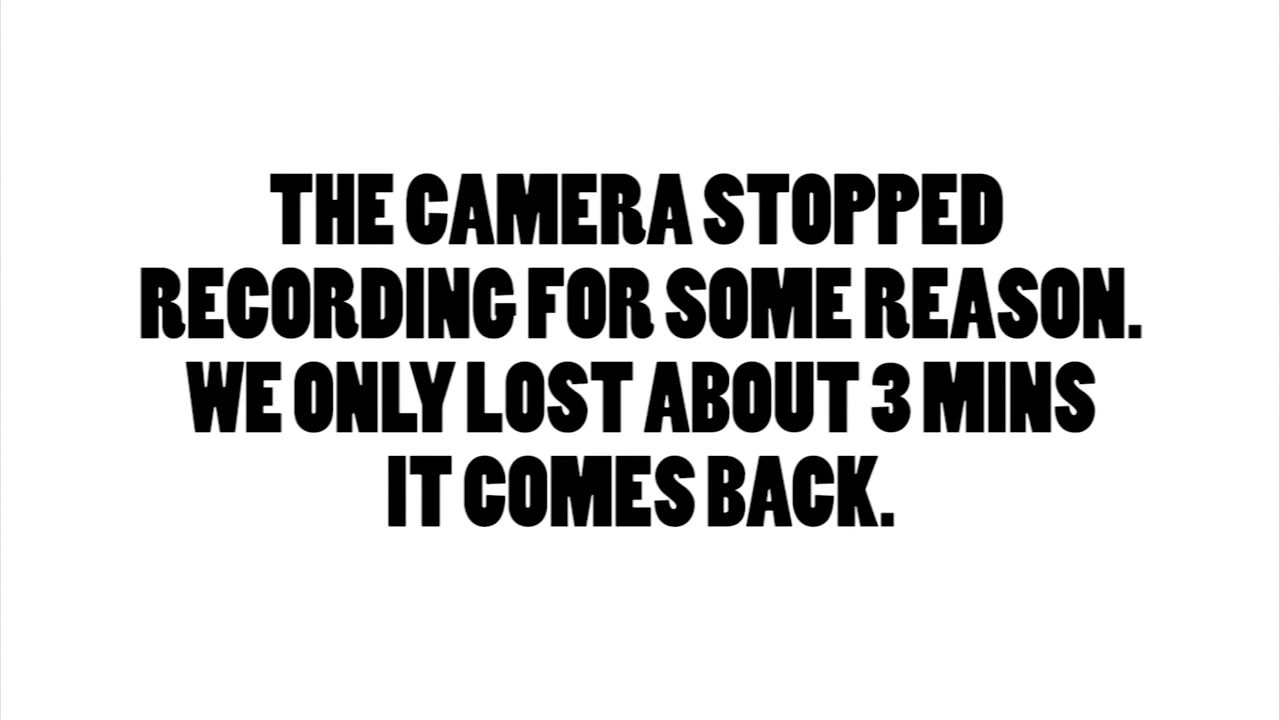 THE CAMERA STOPPED
RECORDING FOR SOME REASON.
WE ONLY LOST ABOUT 3 MINS
IT COMES BACK.